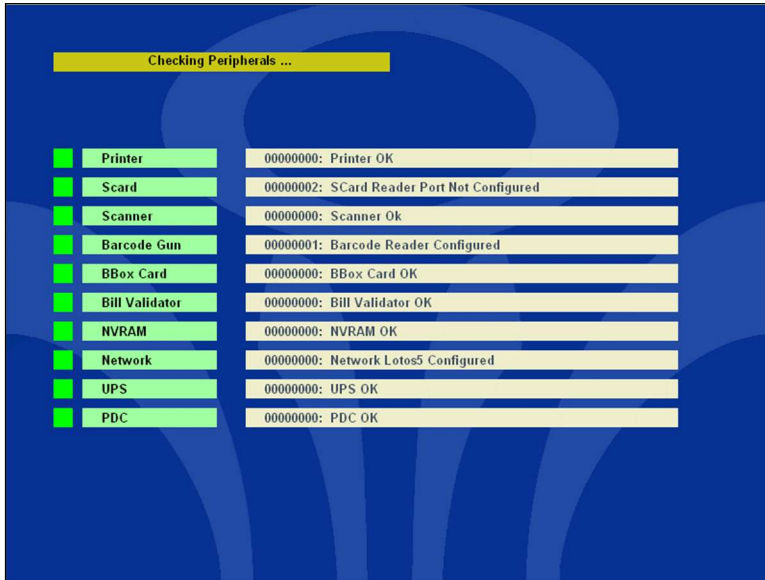 Checking Peripherals ...
Printer 00000000: Printer OK
Scard 00000002: SCard Reader Port Not Configured
Scanner 00000000: Scanner Ok
Barcode Gun 00000001: Barcode Reader Configured
BBox Card 00000000: BBox Card OK
Bill Validator 00000000: Bill Validator OK
NVRAM 00000000: NVRAM OK
Network 00000000: Network Lotos5 Configured
UPS 00000000: UPS OK
PDC 00000000: PDC OK